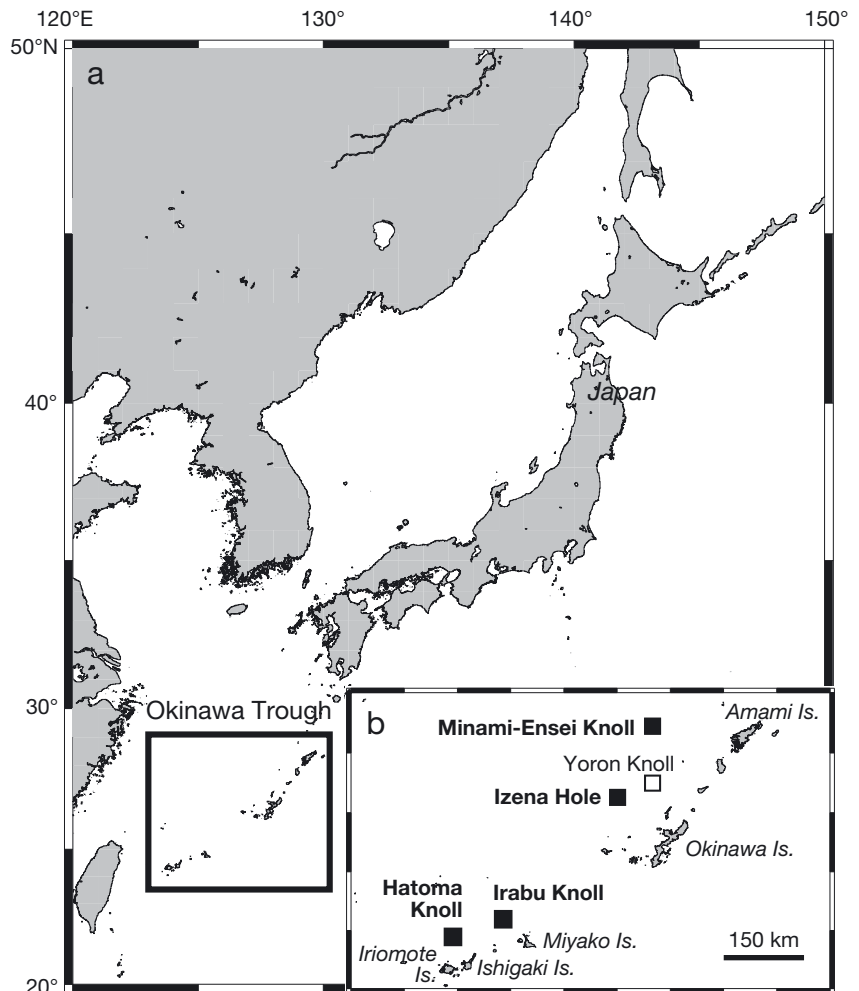 120°E
130°
140°
150°
50°N
a
Japan
40°
30°
Okinawa Trough
b
Amami Is.
Minami-Ensei Knoll
Yoron Knoll
Izena Hole
Okinawa Is.
Hatoma
Knoll
Irabu Knoll
Miyako Is.
Iriomote
Is.
Ishigaki Is.
150 km
20°